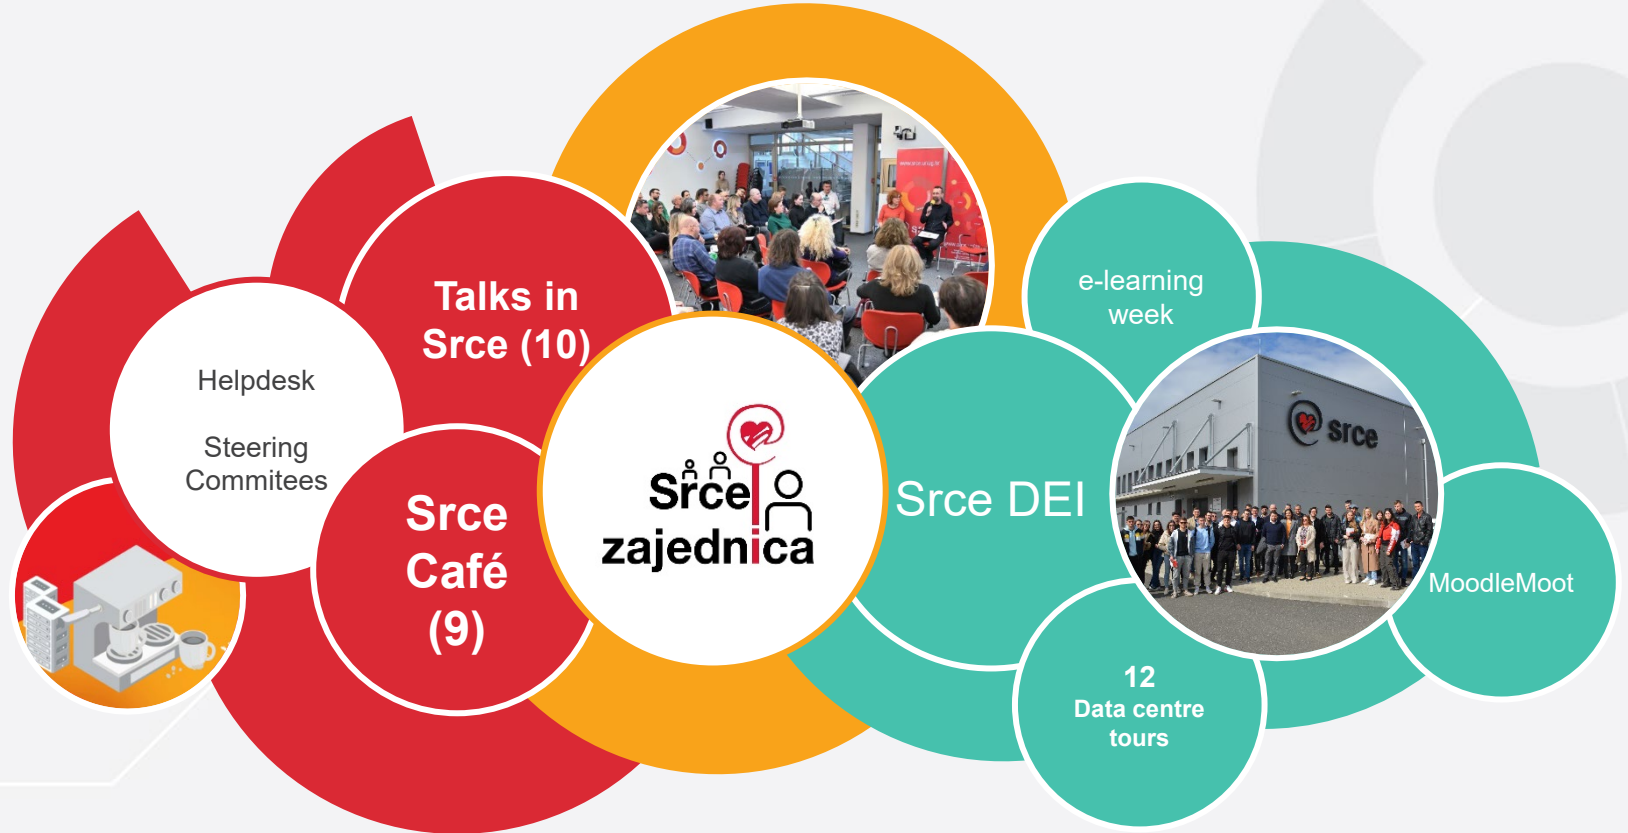 Talks in
Srce (10)
Helpdesk
Steering
Commitees
Srce
Café
(9)
Srce
zajednica
Srce DEI
e-learning
week
srce
MoodleMoot
12
Data centre
tours